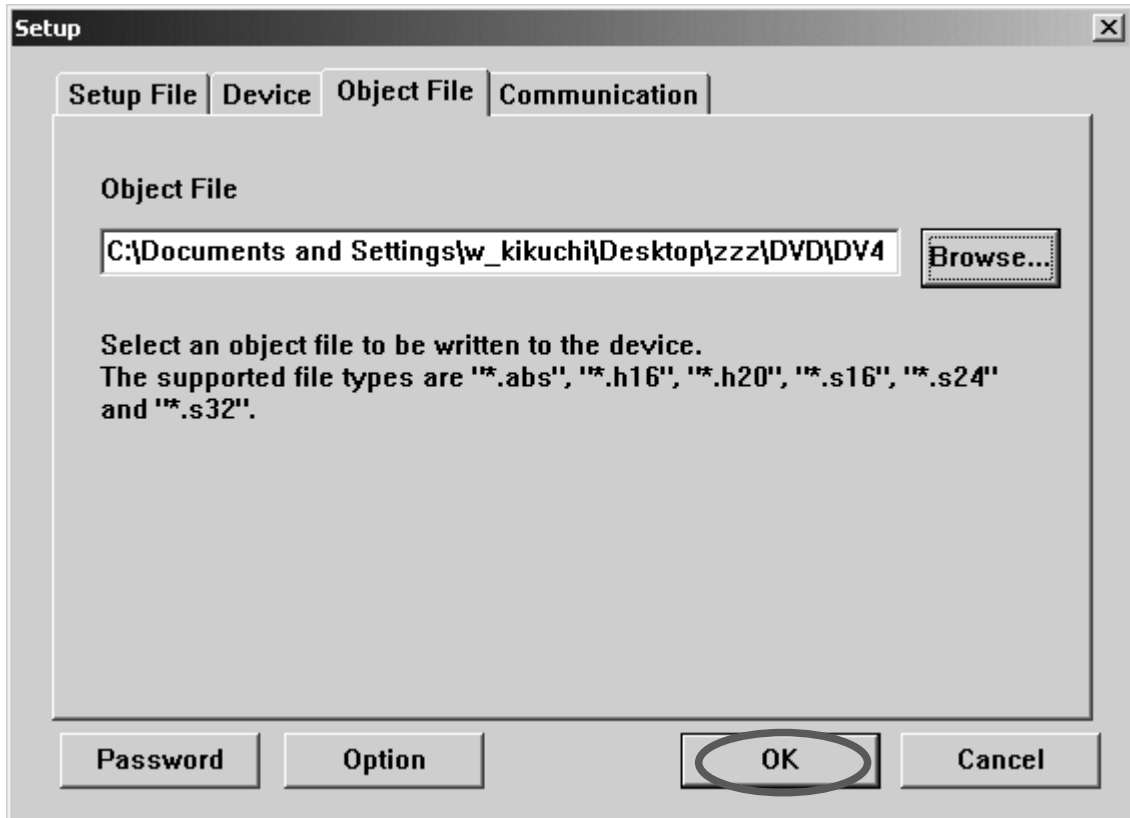 Setup
Setup File Device Object File Communication
Object File
C:\Documents and Settings\w_kikuchi\Desktop\zzz\DVD\DV4
Browse...
Select an object file to be written to the device.
The supported file types are "*.abs", "*.h16", "*.h20", "*.s16", "*.s24"
and "*.s32".
Password Option OK Cancel